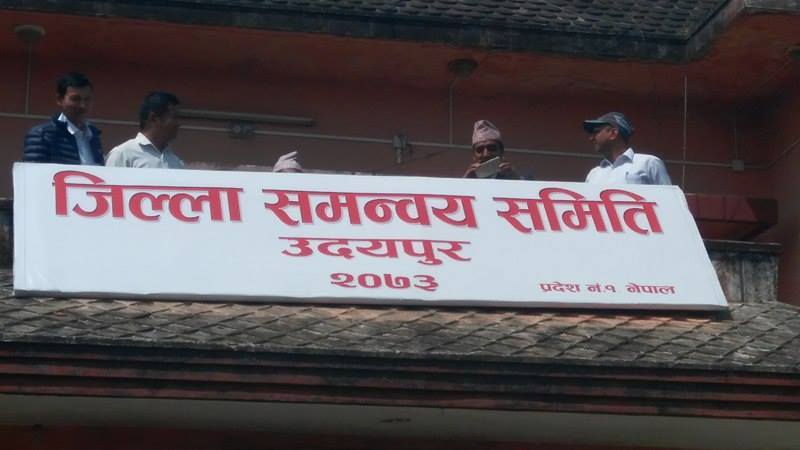 जिल्ला समन्वय समिति
उदयपुर
२०७३
प्रदेश नं.१ नेपाल